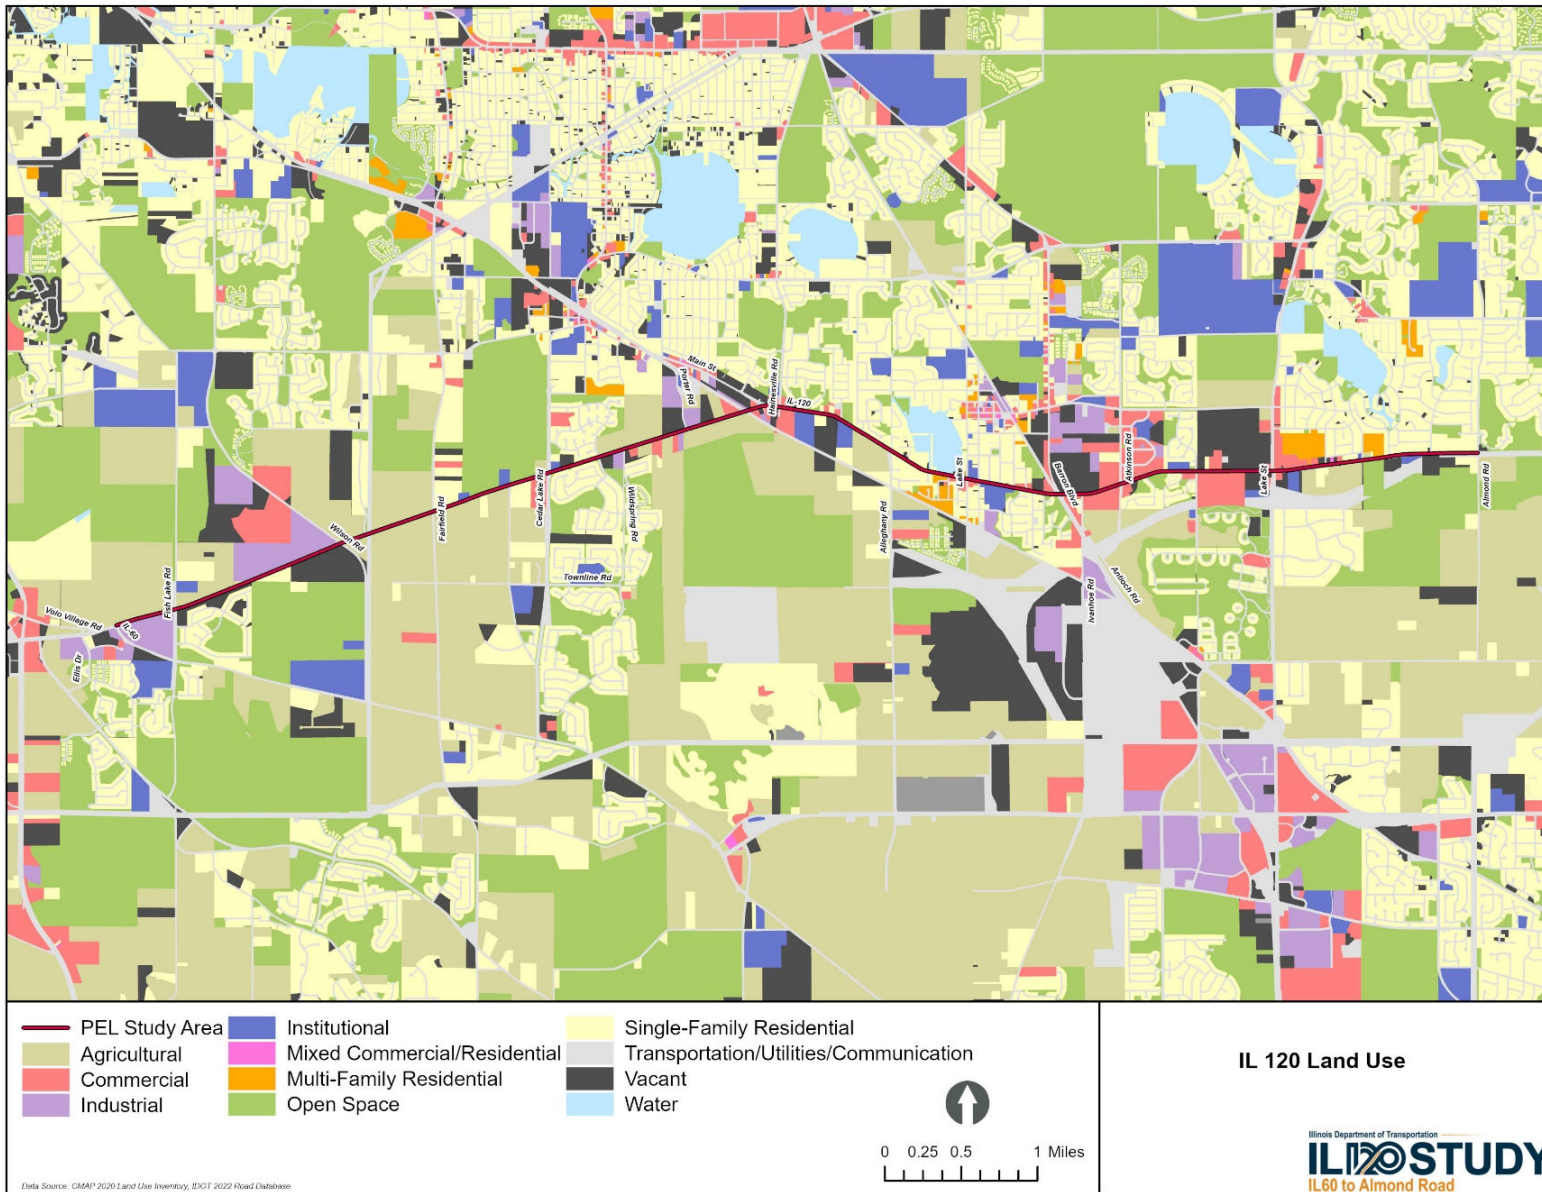 Main St
Porter Rd
Hainesville Rd
IL-120
Lake St
Barron Blvd
Atkinson Rd
Lake St
Almond Rd
Cedar Lake Rd
Wildspring Rd
Fairfield Rd
Wilson Rd
Alleghany Rd
Townline Rd
Fish Lake Rd
Antioch Rd
Ivanhoe Rd
Volo Village Rd
IL-60
Ellis Dr
PEL Study Area
Agricultural
Commercial
Industrial
Institutional
Mixed Commercial/Residential
Multi-Family Residential
Open Space
Single-Family Residential
Transportation/Utilities/Communication
Vacant
Water
0 0.25 0.5 1 Miles
Data Source: CMAP 2020 Land Use Inventory, IDOT 2022 Road Database
IL 120 Land Use
Illinois Department of Transportation
IL120 STUDY
IL60 to Almond Road